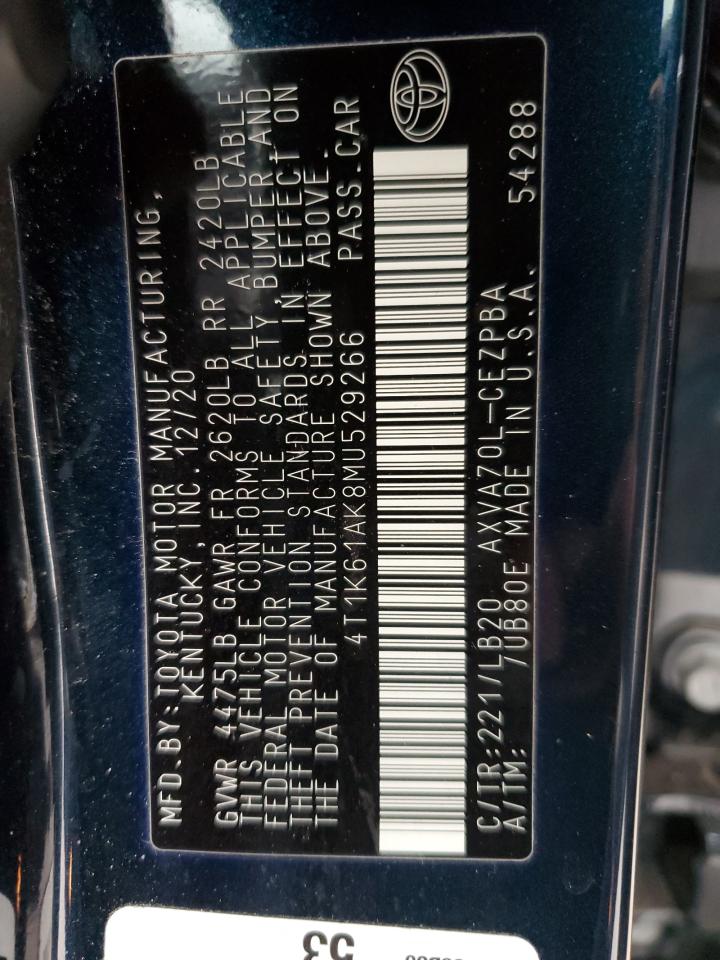 MFD.BY:TOYOTA MOTOR MANUFACTURING,
KENTUCKY, INC. 12/20
GVWR 4475LB GAWR FR 2620LB RR 2420LB
THIS VEHICLE CONFORMS TO ALL APPLICABLE
FEDERAL MOTOR VEHICLE SAFETY, BUMPER, AND
THEFT PREVENTION STANDARDS IN EFFECT ON
THE DATE OF MANUFACTURE SHOWN ABOVE.
4T1K61AK8MU529266 PASS.CAR
C/TR:221/LB20 AXVA70L-CEZPBA
A/TM: 7UB80E MADE IN U.S.A. 54288
53